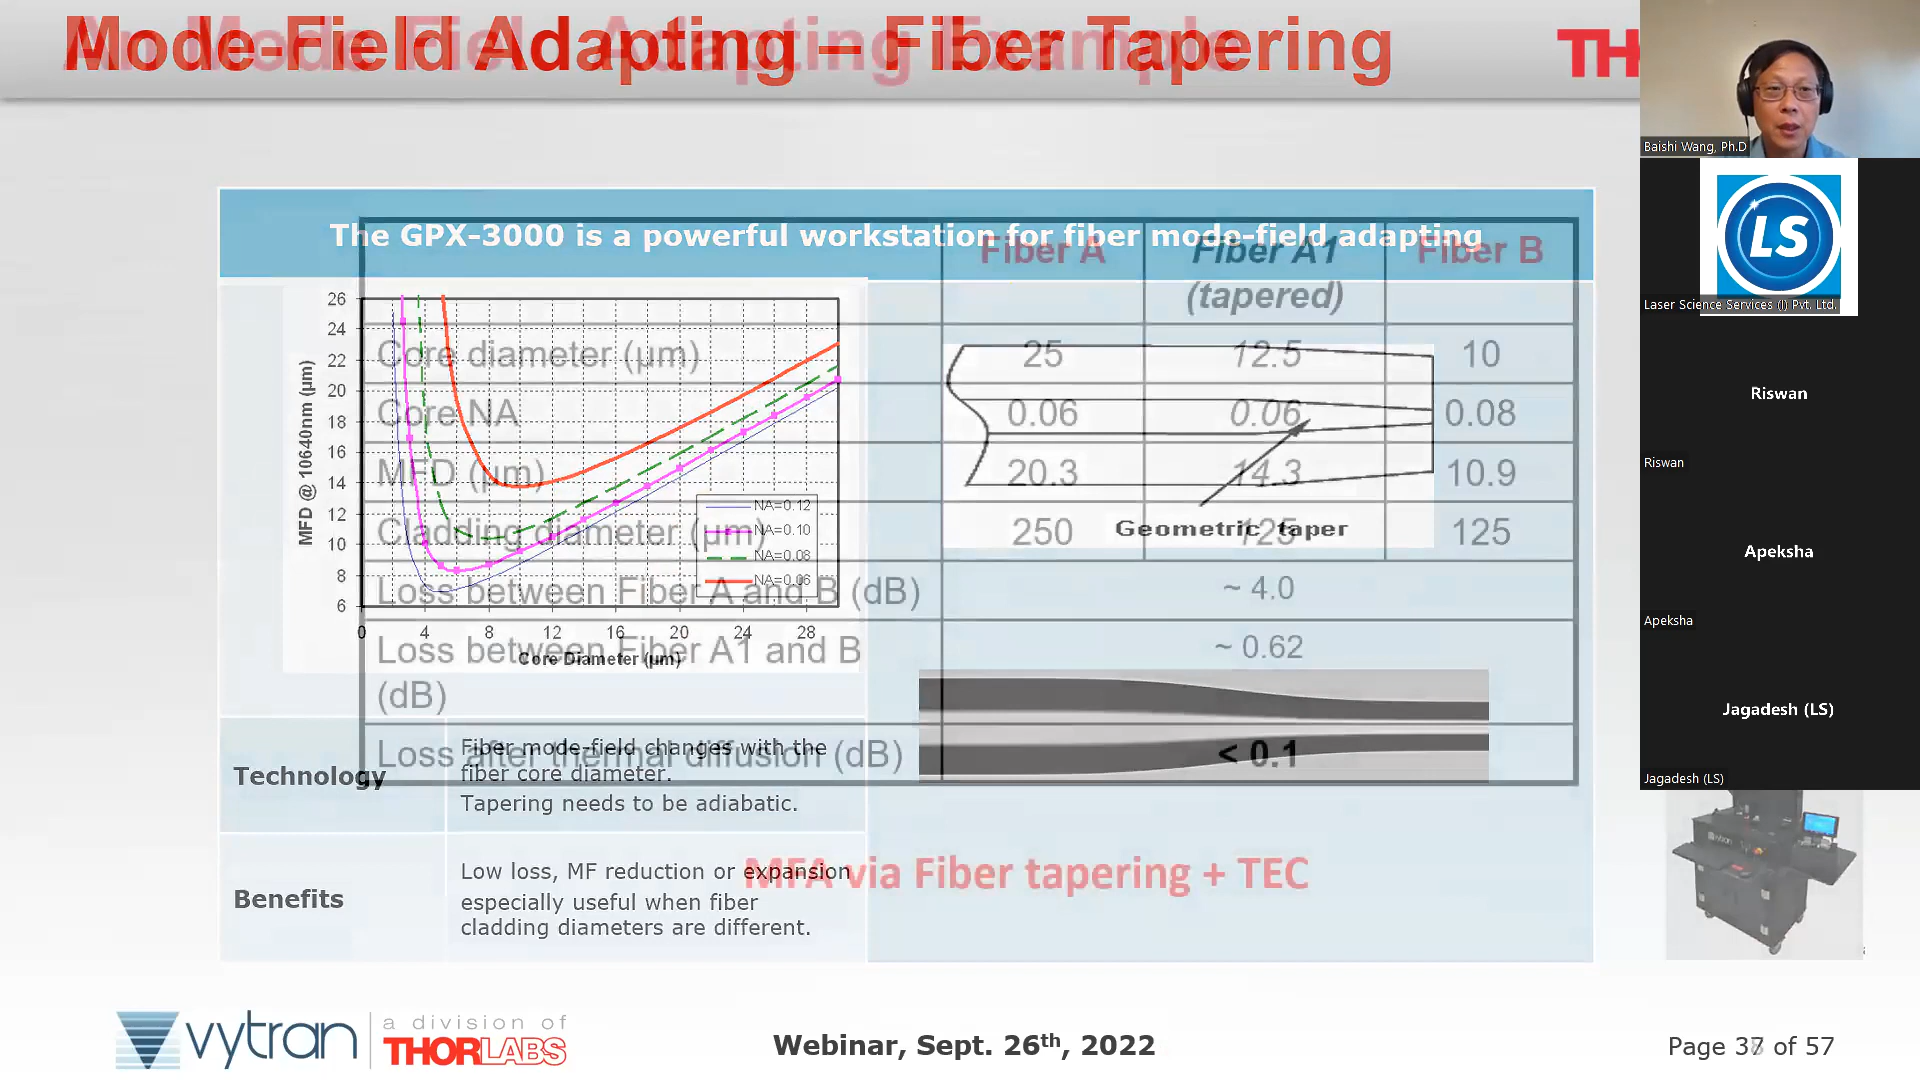 Mode-Field Adapting – Fiber Tapering
An Mode-Field Adapting Example
TH
Baishi Wang, Ph.D
LS
Laser Science Services (I) Pvt. Ltd.
Riswan
Riswan
Apeksha
Apeksha
Jagadesh (LS)
Jagadesh (LS)
The GPX-3000 is a powerful workstation for fiber mode-field adapting
26
24
22
20
18
16
14
12
10
8
6
0 4 8 12 16 20 24 28
MFD @ 10640nm (µm)
Core Diameter (µm)
NA=0.12
NA=0.10
NA=0.08
NA=0.06
Geometric taper
Technology
Fiber mode-field changes with the
fiber core diameter.
Tapering needs to be adiabatic.
Benefits
Low loss, MF reduction or expansion
especially useful when fiber
cladding diameters are different.
Fiber A Fiber A1 Fiber B
(tapered)
Core diameter (µm) 25 12.5 10
Core NA 0.06 0.06 0.08
MFD (µm) 20.3 14.3 10.9
Cladding diameter (µm) 250 125 125
Loss between Fiber A and B (dB) ~ 4.0
Loss between Fiber A1 and B ~ 0.62
(dB)
Loss after thermal diffusion (dB) < 0.1
MFA via Fiber tapering + TEC
vytran
a division of
THORLABS
Webinar, Sept. 26th, 2022
Page 37 of 57